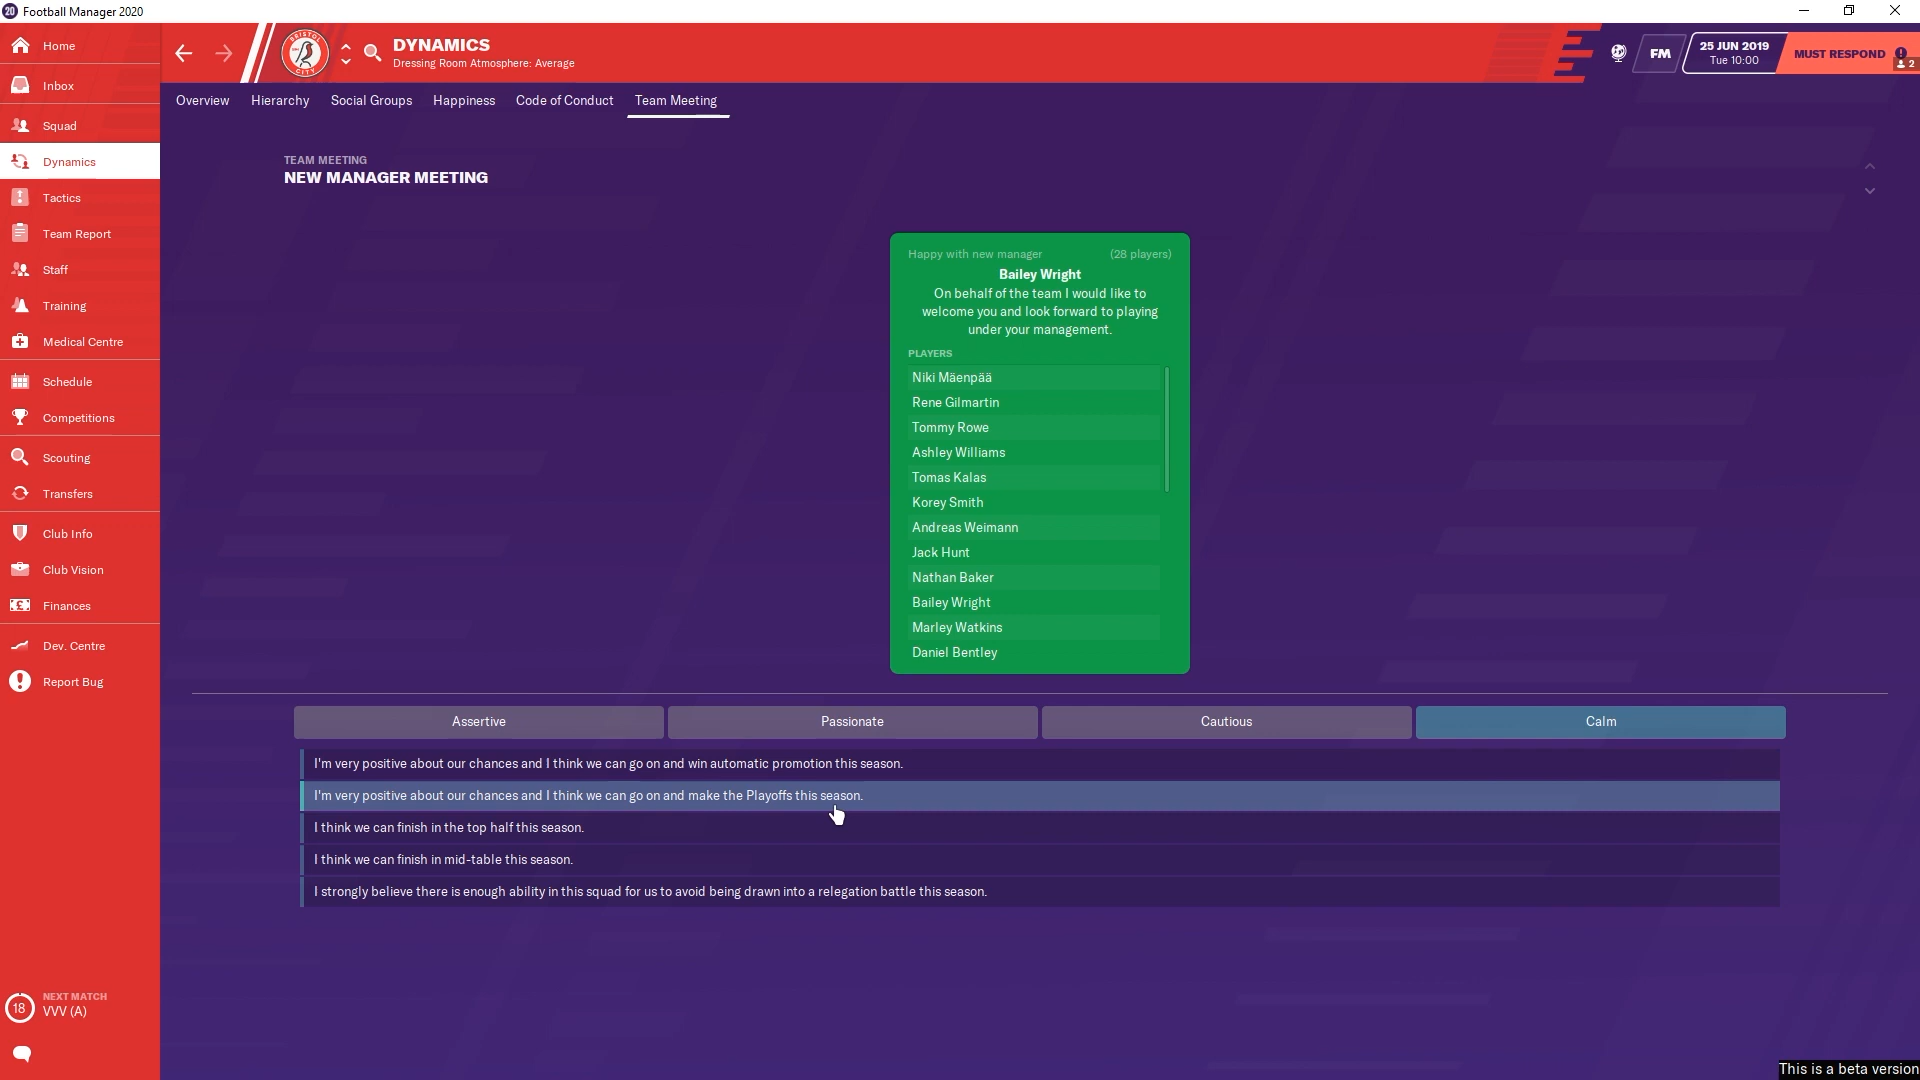 20 Football Manager 2020
Home
Inbox
Squad
Dynamics
Tactics
Team Report
Staff
Training
Medical Centre
Schedule
Competitions
Scouting
Transfers
Club Info
Club Vision
Finances
Dev. Centre
Report Bug
18 NEXT MATCH
VVV (A)
BRISTOL
CITY
DYNAMICS
Dressing Room Atmosphere: Average
FM
25 JUN 2019
Tue 10:00
MUST RESPOND
2
Overview Hierarchy Social Groups Happiness Code of Conduct Team Meeting
TEAM MEETING
NEW MANAGER MEETING
Happy with new manager (28 players)
Bailey Wright
On behalf of the team I would like to
welcome you and look forward to playing
under your management.
PLAYERS
Niki Mäenpää
Rene Gilmartin
Tommy Rowe
Ashley Williams
Tomas Kalas
Korey Smith
Andreas Weimann
Jack Hunt
Nathan Baker
Bailey Wright
Marley Watkins
Daniel Bentley
Assertive Passionate Cautious Calm
I'm very positive about our chances and I think we can go on and win automatic promotion this season.
I'm very positive about our chances and I think we can go on and make the Playoffs this season.
I think we can finish in the top half this season.
I think we can finish in mid-table this season.
I strongly believe there is enough ability in this squad for us to avoid being drawn into a relegation battle this season.
This is a beta version